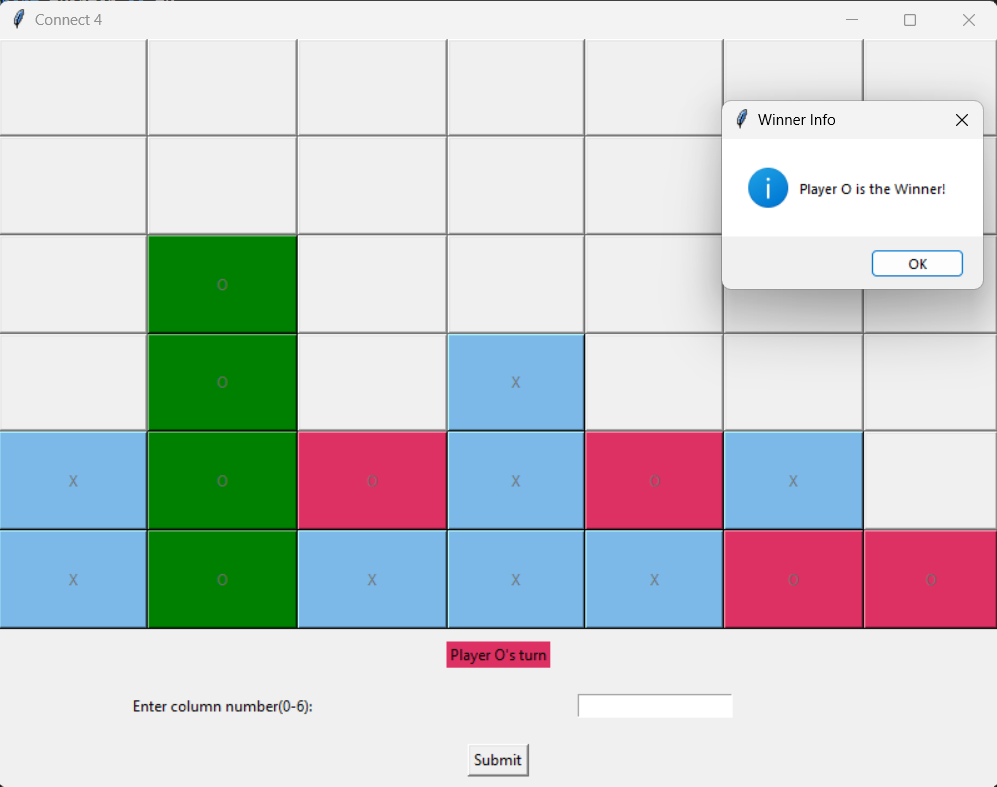 Connect 4
Winner Info
Player O is the Winner!
OK
O
O X
X O O X O X
X O X X X O O
Player O's turn
Enter column number(0-6):
Submit